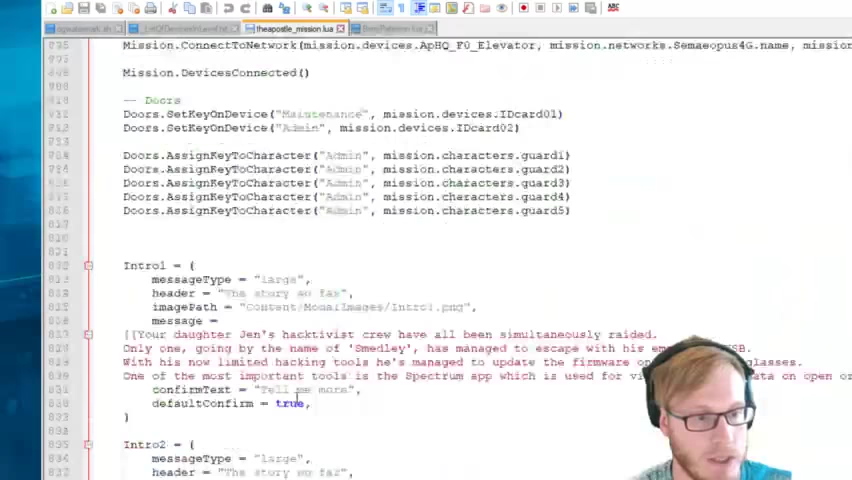 theapostle_mission.lua
Mission.ConnectToNetwork(mission.devices.ApHQ_F0_Elevator, mission.networks.Semaeopus4G.name, mission
Mission.DevicesConnected()
-- Doors
Doors.SetKeyOnDevice("Maintenance", mission.devices.IDcard01)
Doors.SetKeyOnDevice("Admin", mission.devices.IDcard02)
Doors.AssignKeyToCharacter("Admin", mission.characters.guard1)
Doors.AssignKeyToCharacter("Admin", mission.characters.guard2)
Doors.AssignKeyToCharacter("Admin", mission.characters.guard3)
Doors.AssignKeyToCharacter("Admin", mission.characters.guard4)
Doors.AssignKeyToCharacter("Admin", mission.characters.guard5)
Intro1 = {
messageType = "large",
header = "The story so far",
imagePath = "Content/ModalImages/Intro1.png",
message =
[[Your daughter Jen's hacktivist crew have all been simultaneously raided.
Only one, going by the name of 'Smedley', has managed to escape with his USB.
With his now limited hacking tools he's managed to update the firmware glasses.
One of the most important tools is the Spectrum app which is used for data on open or
confirmText = "Tell me more",
defaultConfirm = true,
}
Intro2 = {
messageType = "large",
header = "The story so far",